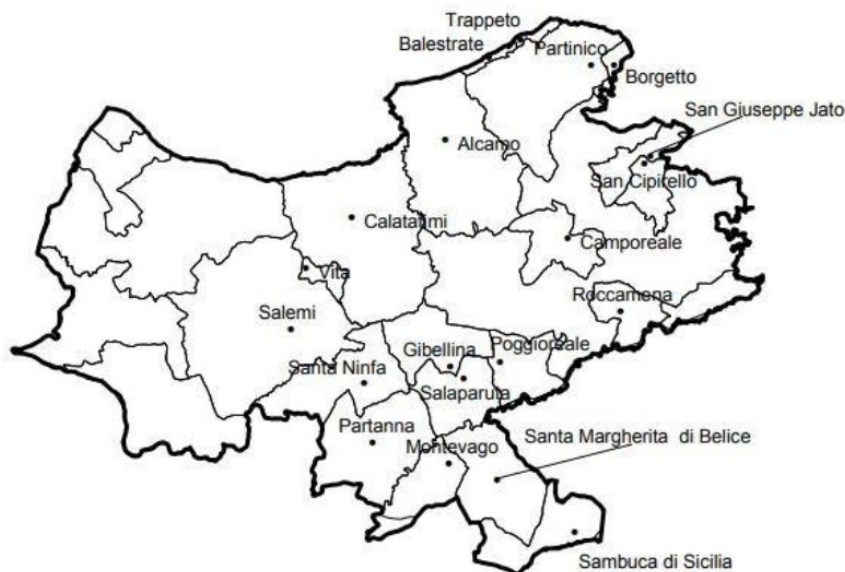 Trappeto
Balestrate
Partinico
Borgetto
San Giuseppe Jato
Alcamo
San Cipirello
Calatafimi
Camporeale
Vita
Roccamena
Salemi
Gibellina
Poggioreale
Santa Ninfa
Salaparuta
Partanna
Santa Margherita di Belice
Montevago
Sambuca di Sicilia